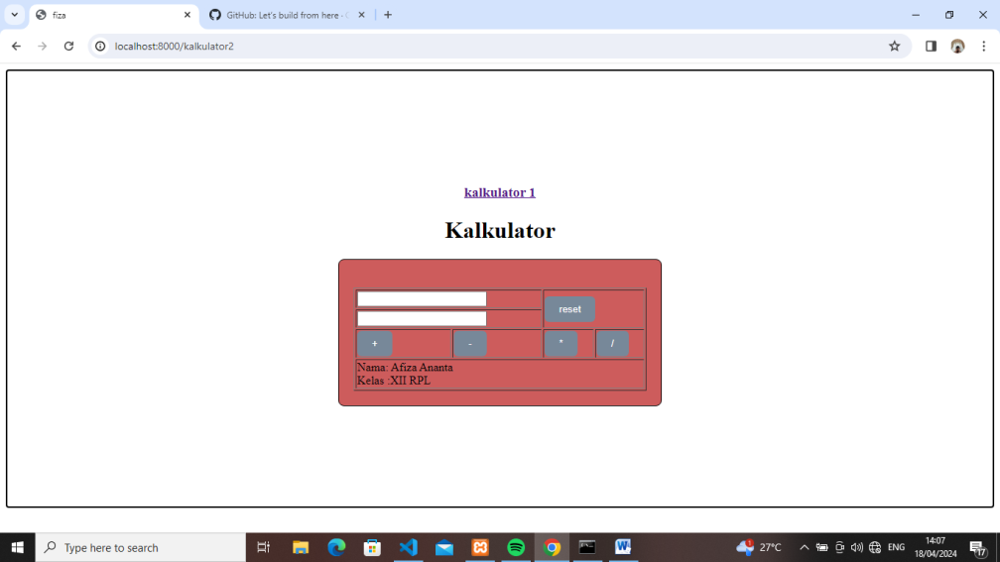 fiza
GitHub: Let's build from here · G
localhost:8000/kalkulator2
kalkulator 1
Kalkulator
reset
+ - * /
Nama: Afiza Ananta
Kelas :XII RPL
Type here to search
27°C
ENG
14:07
18/04/2024
17